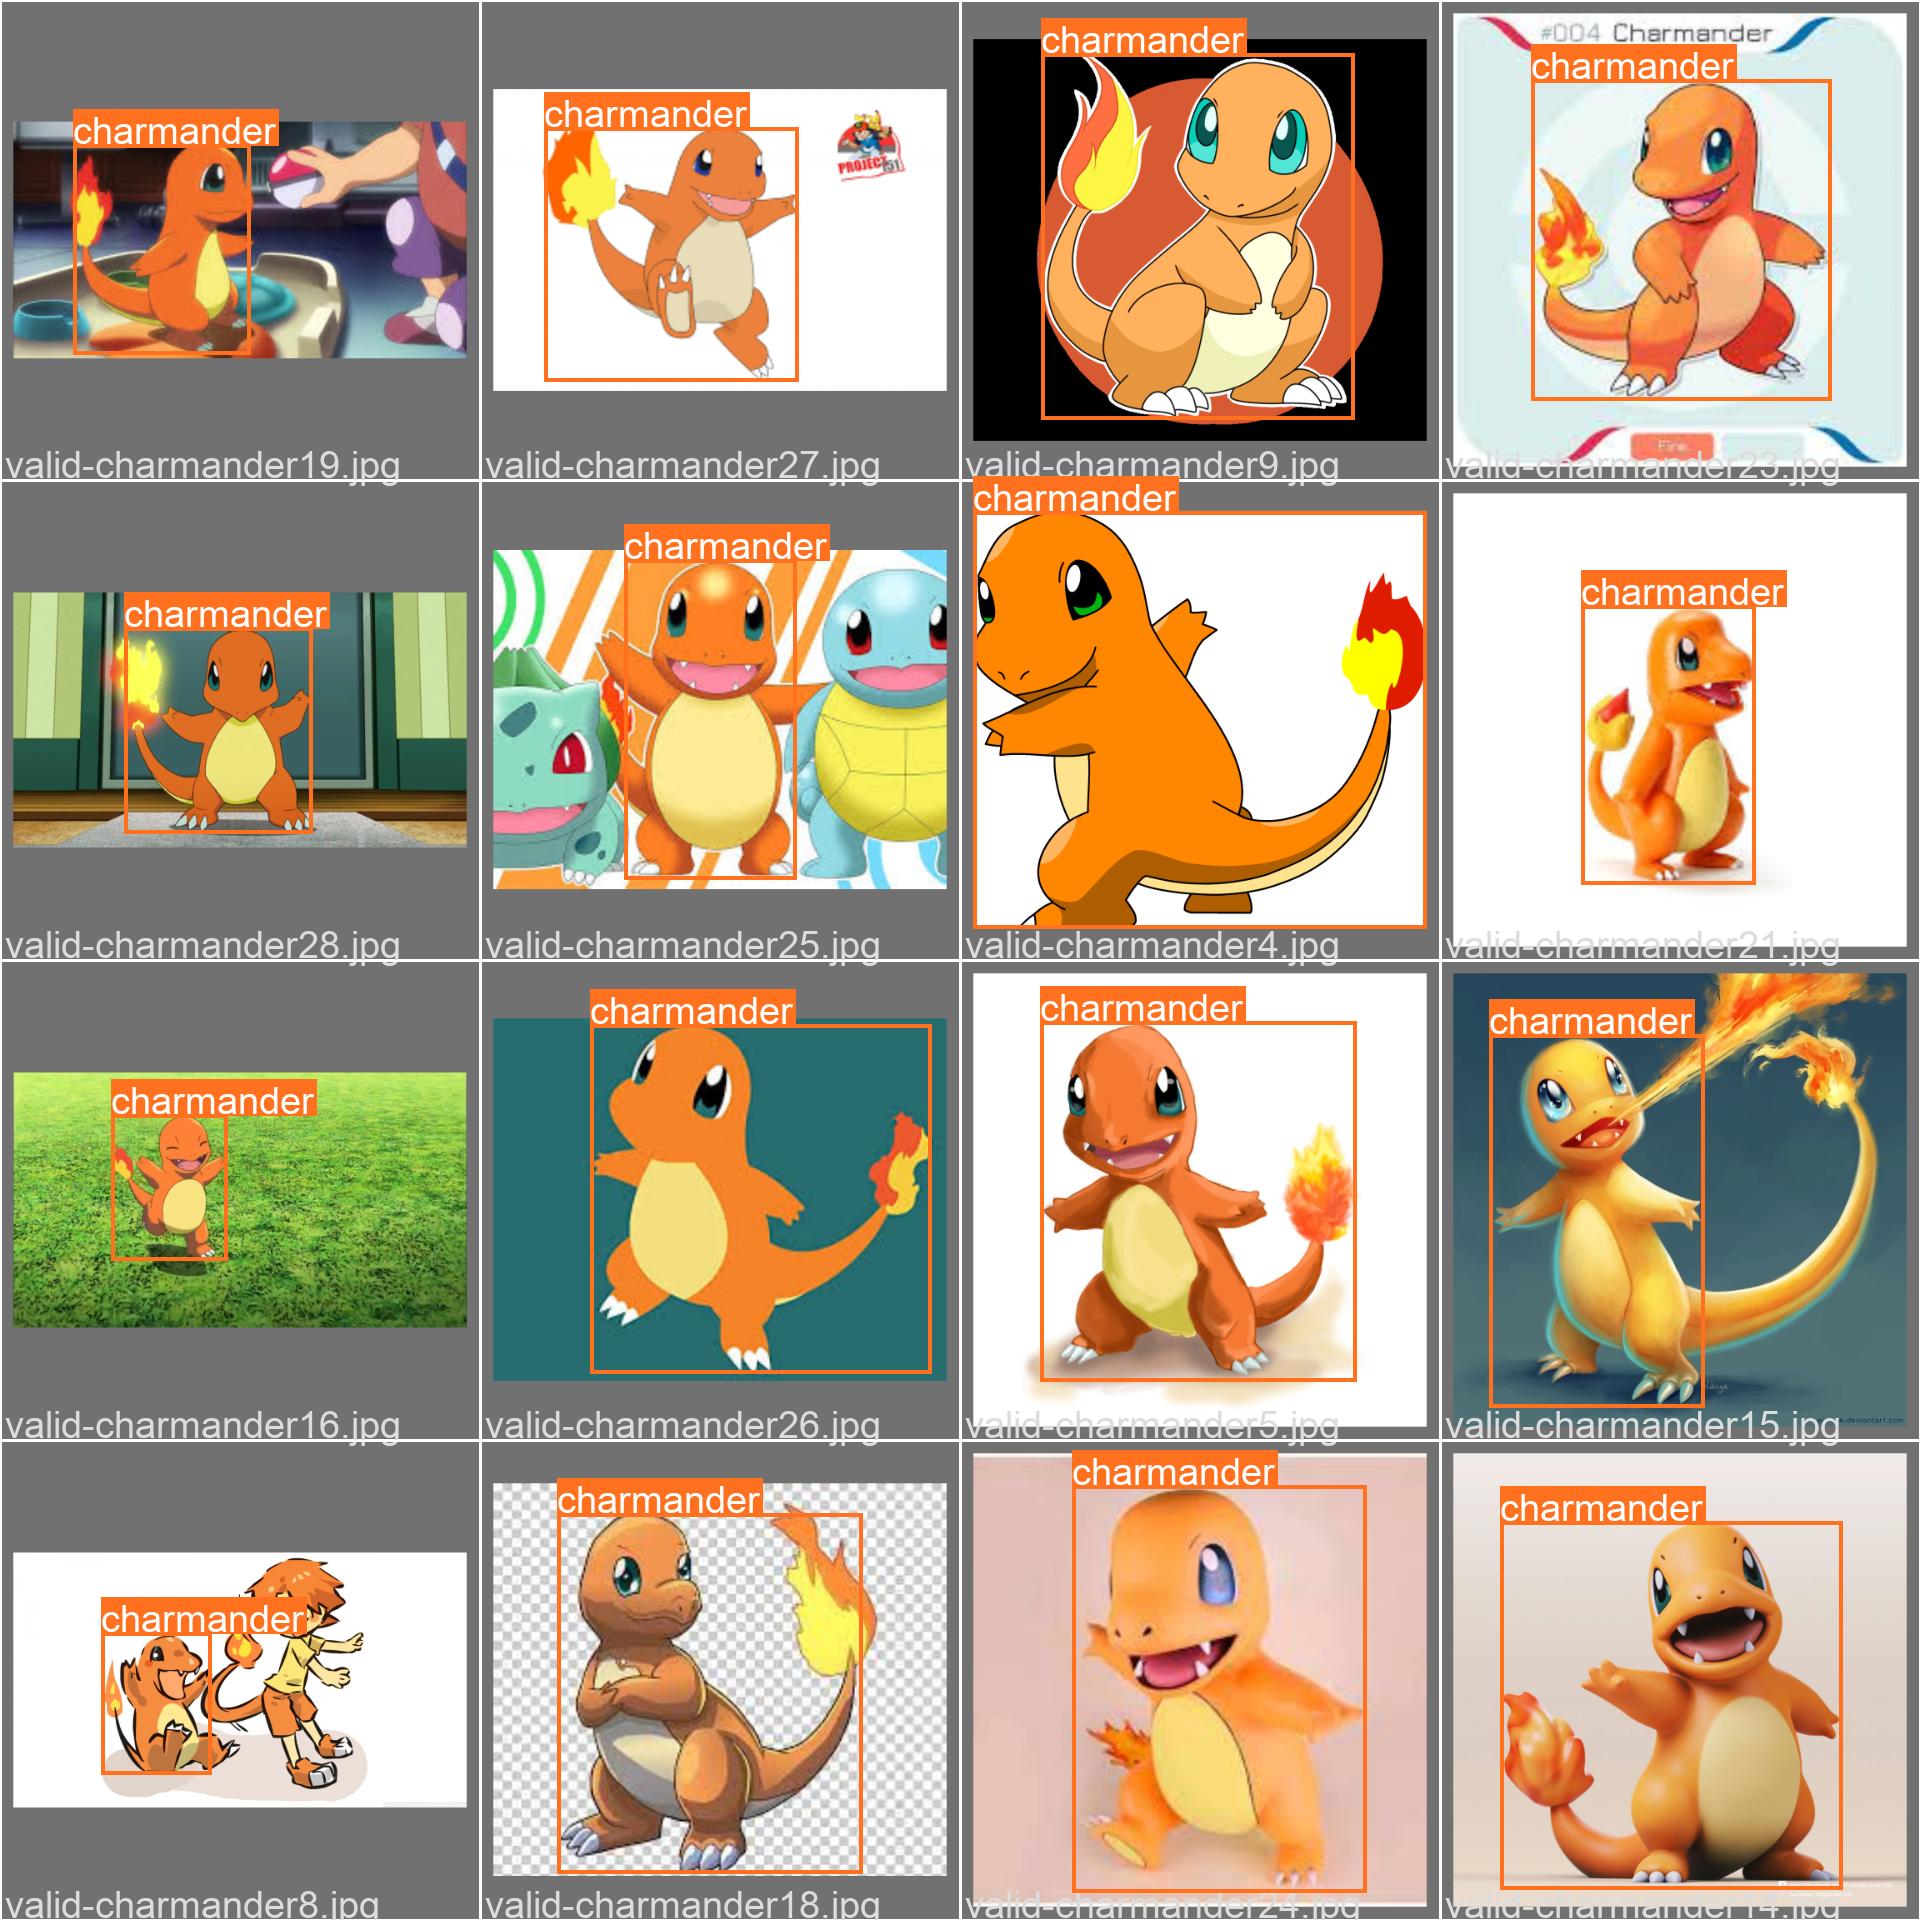 charmander
valid-charmander19.jpg
charmander
PROJECT 151
valid-charmander27.jpg
charmander
valid-charmander9.jpg
#004 Charmander
charmander
Fire
valid-charmander23.jpg
charmander
valid-charmander28.jpg
charmander
valid-charmander25.jpg
charmander
valid-charmander4.jpg
charmander
valid-charmander21.jpg
charmander
valid-charmander16.jpg
charmander
valid-charmander26.jpg
charmander
valid-charmander5.jpg
charmander
valid-charmander15.jpg
charmander
valid-charmander8.jpg
charmander
valid-charmander18.jpg
charmander
valid-charmander24.jpg
charmander
valid-charmander14.jpg